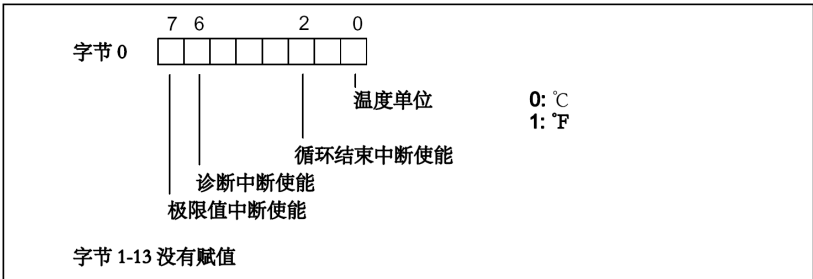 7 6 2 0
字节 0
温度单位 0: ℃
1: ℉
循环结束中断使能
诊断中断使能
极限值中断使能
字节 1-13 没有赋值